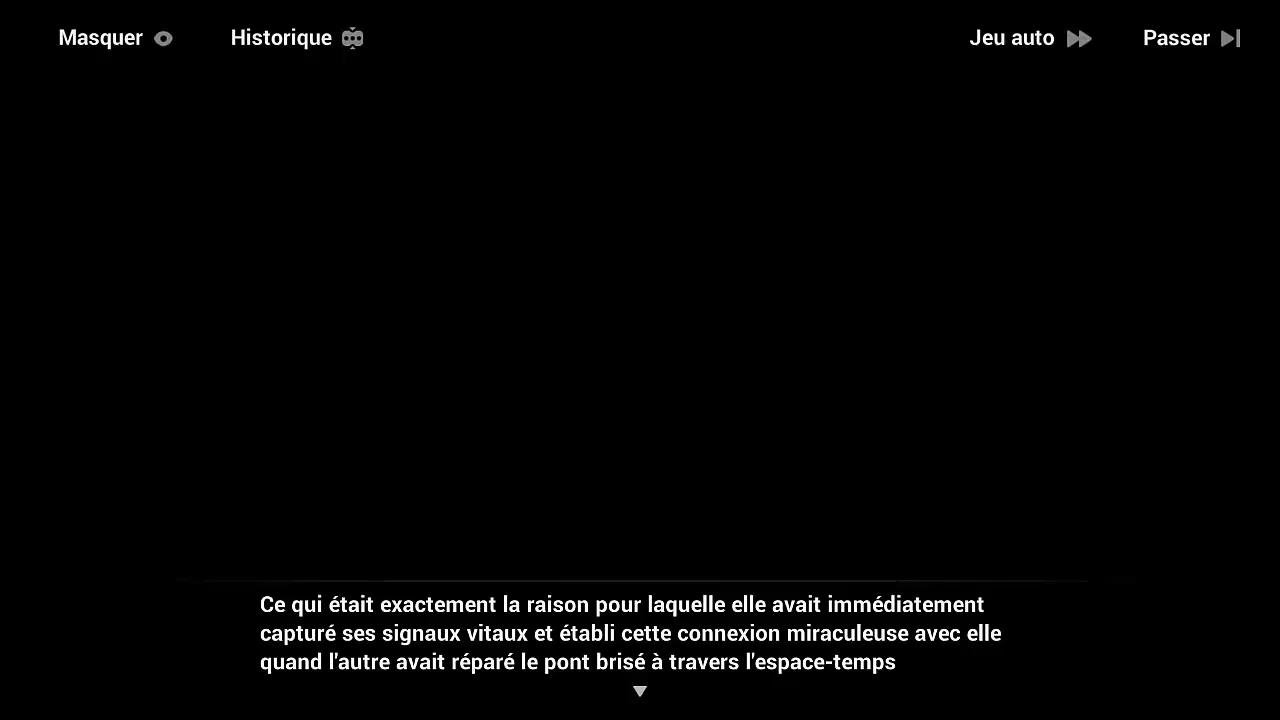 Masquer
Historique
Jeu auto
Passer
Ce qui était exactement la raison pour laquelle elle avait immédiatement
capturé ses signaux vitaux et établi cette connexion miraculeuse avec elle
quand l'autre avait réparé le pont brisé à travers l'espace-temps